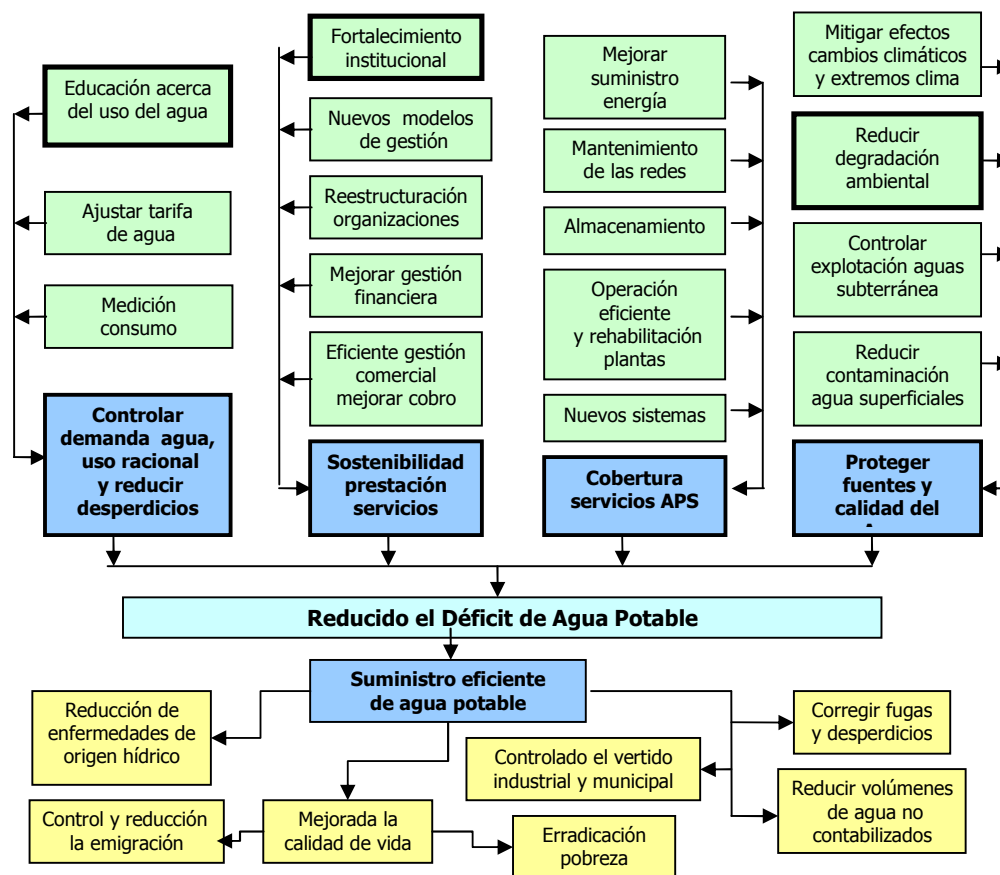 Educación acerca
del uso del agua
Ajustar tarifa
de agua
Medición
consumo
Controlar
demanda agua,
uso racional
y reducir
desperdicios
Fortalecimiento
institucional
Nuevos modelos
de gestión
Reestructuración
organizaciones
Mejorar gestión
financiera
Eficiente gestión
comercial
mejorar cobro
Sostenibilidad
prestación
servicios
Mejorar
suministro
energía
Mantenimiento
de las redes
Almacenamiento
Operación
eficiente
y rehabilitación
plantas
Nuevos sistemas
Cobertura
servicios APS
Mitigar efectos
cambios climáticos
y extremos clima
Reducir
degradación
ambiental
Controlar
explotación aguas
subterránea
Reducir
contaminación
agua superficiales
Proteger
fuentes y
calidad del
Reducido el Déficit de Agua Potable
Suministro eficiente
de agua potable
Reducción de
enfermedades de
origen hídrico
Controlado el vertido
industrial y municipal
Corregir fugas
y desperdicios
Control y reducción
la emigración
Mejorada la
calidad de vida
Erradicación
pobreza
Reducir volúmenes
de agua no
contabilizados